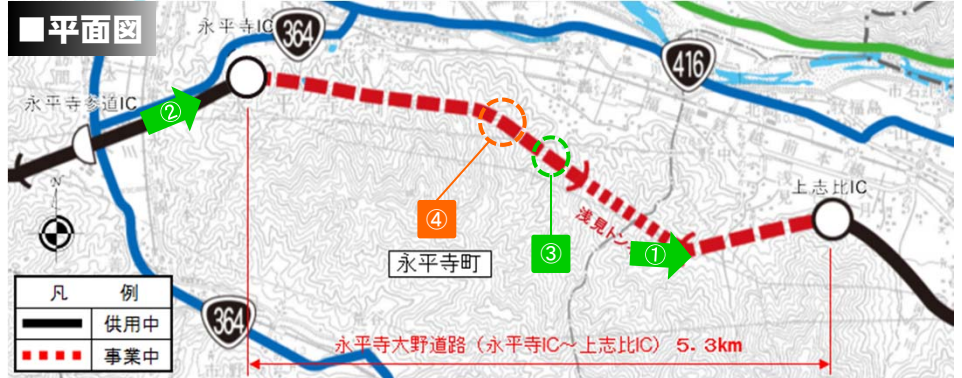 ■平面図
永平寺IC
364
416
永平寺参道IC
②
上志比IC
④
③
浅見トン
①
永平寺町
N
凡 例
供用中
事業中
364
永平寺大野道路（永平寺IC～上志比IC） 5.3km